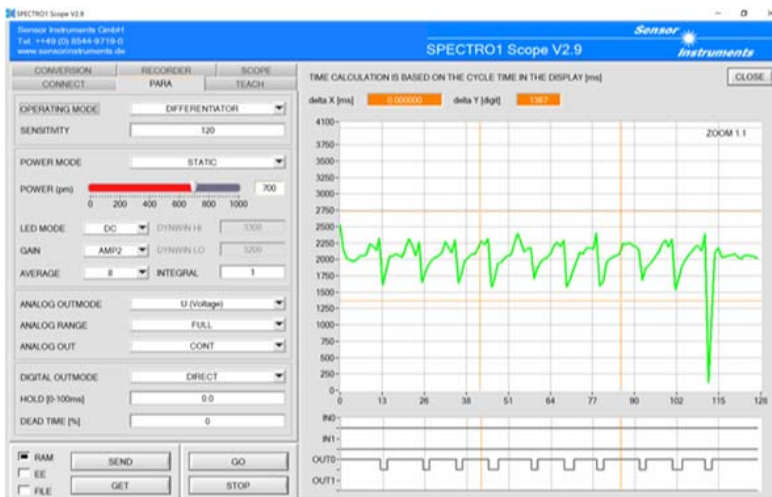 SPECTRO1 Scope V2.9
Sensor Instruments GmbH
Tel. ++49 (0) 8544-9719-0
www.sensorinstruments.de
SPECTRO1 Scope V2.9
Sensor
Instruments
CONVERSION RECORDER SCOPE
CONNECT PARA TEACH
OPERATING MODE DIFFERENTIATOR
SENSITIVITY 120
POWER MODE STATIC
POWER (pm) 700
0 200 400 600 800 1000
LED MODE DC DYNWIN HI 3300
GAIN AMP2 DYNWIN LO 3200
AVERAGE 8 INTEGRAL 1
ANALOG OUTMODE U (Voltage)
ANALOG RANGE FULL
ANALOG OUT CONT
DIGITAL OUTMODE DIRECT
HOLD [0-100ms] 0.0
DEAD TIME [%] 0
RAM
EE
FILE
SEND GO
GET STOP
TIME CALCULATION IS BASED ON THE CYCLE TIME IN THE DISPLAY [ms]
CLOSE
delta X [ms] 0.000000 delta Y [digit] 1367
ZOOM 1:1
4100
3750
3500
3250
3000
2750
2500
2250
2000
1750
1500
1250
1000
750
500
250
0
0 13 26 38 51 64 77 90 102 115 128
IN0
IN1
OUT0
OUT1